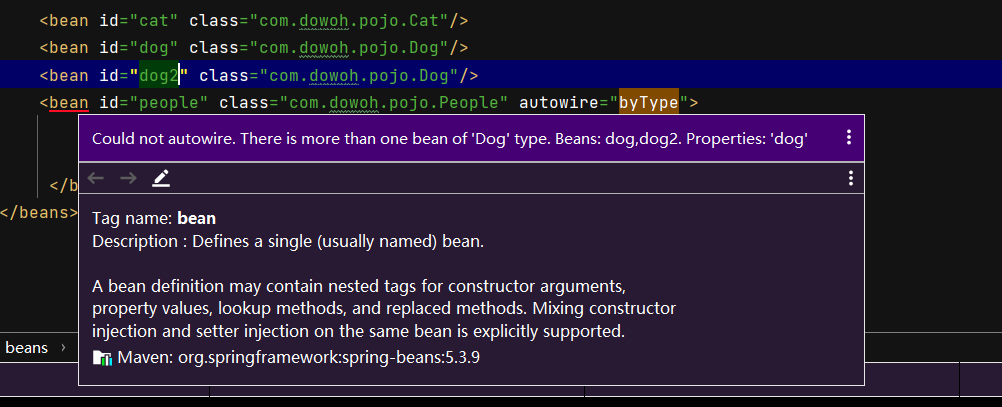 <bean id="cat" class="com.dowoh.pojo.Cat"/>
<bean id="dog" class="com.dowoh.pojo.Dog"/>
<bean id="dog2" class="com.dowoh.pojo.Dog"/>
<bean id="people" class="com.dowoh.pojo.People" autowire="byType">
Could not autowire. There is more than one bean of 'Dog' type. Beans: dog,dog2. Properties: 'dog'
</b
</beans>
Tag name: bean
Description : Defines a single (usually named) bean.
A bean definition may contain nested tags for constructor arguments,
property values, lookup methods, and replaced methods. Mixing constructor
injection and setter injection on the same bean is explicitly supported.
Maven: org.springframework:spring-beans:5.3.9
beans ›